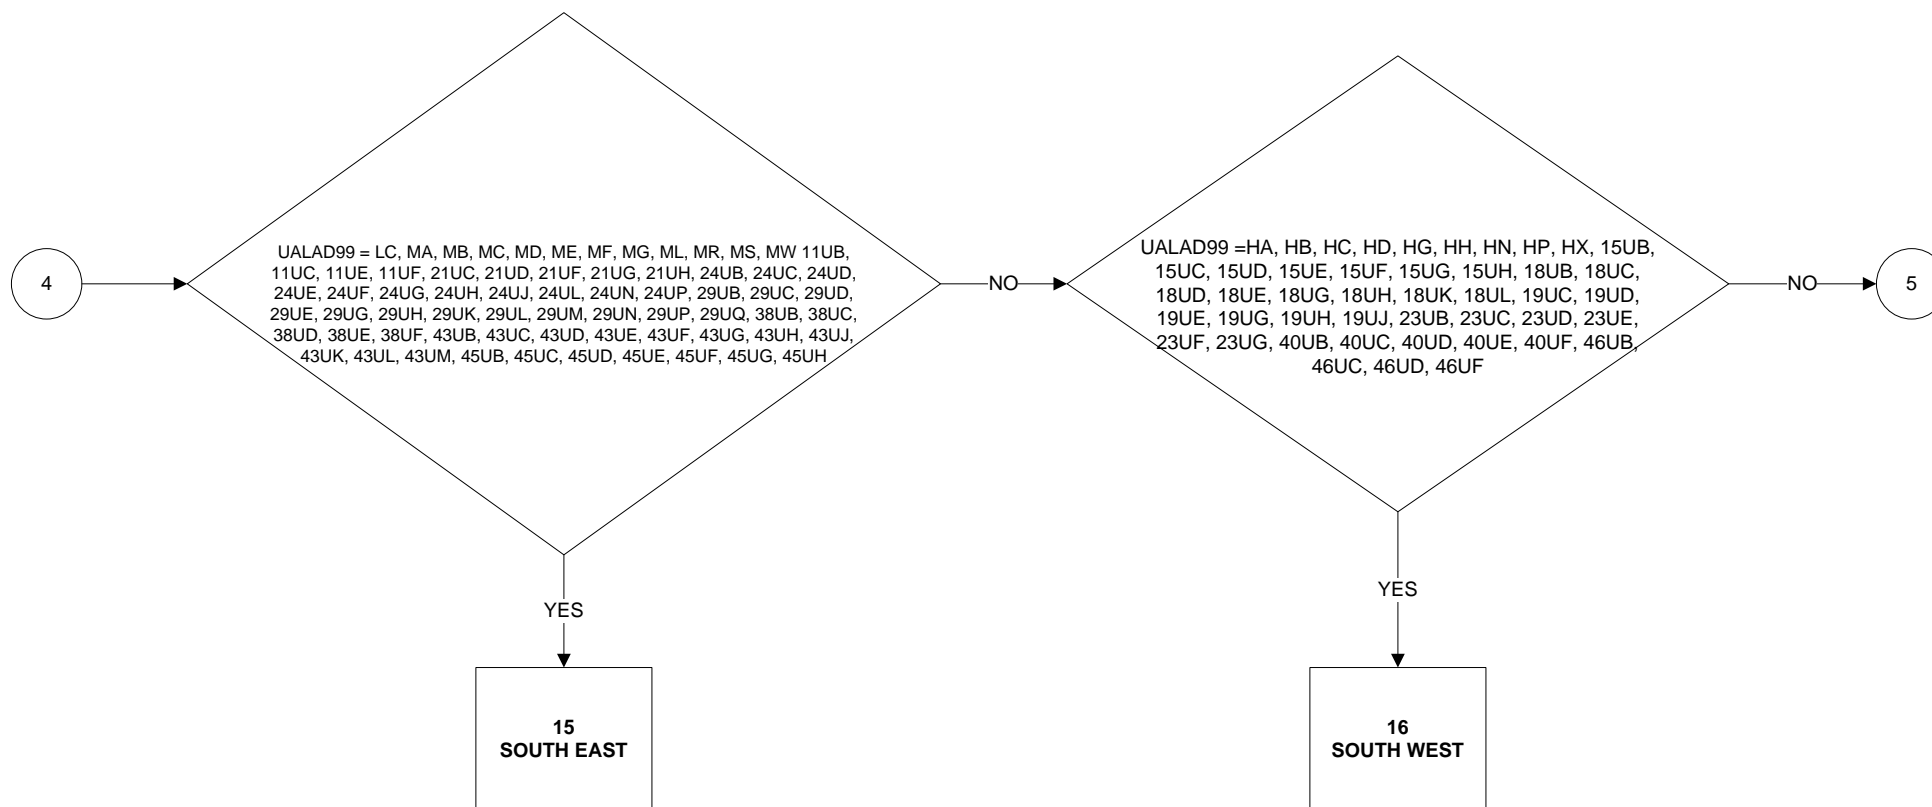 4
UALAD99 = LC, MA, MB, MC, MD, ME, MF, MG, ML, MR, MS, MW 11UB,
11UC, 11UE, 11UF, 21UC, 21UD, 21UF, 21UG, 21UH, 24UB, 24UC, 24UD,
24UE, 24UF, 24UG, 24UH, 24UJ, 24UL, 24UN, 24UP, 29UB, 29UC, 29UD,
29UE, 29UG, 29UH, 29UK, 29UL, 29UM, 29UN, 29UP, 29UQ, 38UB, 38UC,
38UD, 38UE, 38UF, 43UB, 43UC, 43UD, 43UE, 43UF, 43UG, 43UH, 43UJ,
43UK, 43UL, 43UM, 45UB, 45UC, 45UD, 45UE, 45UF, 45UG, 45UH
NO
UALAD99 =HA, HB, HC, HD, HG, HH, HN, HP, HX, 15UB,
15UC, 15UD, 15UE, 15UF, 15UG, 15UH, 18UB, 18UC,
18UD, 18UE, 18UG, 18UH, 18UK, 18UL, 19UC, 19UD,
19UE, 19UG, 19UH, 19UJ, 23UB, 23UC, 23UD, 23UE,
23UF, 23UG, 40UB, 40UC, 40UD, 40UE, 40UF, 46UB,
46UC, 46UD, 46UF
NO
5
YES
YES
15
SOUTH EAST
16
SOUTH WEST